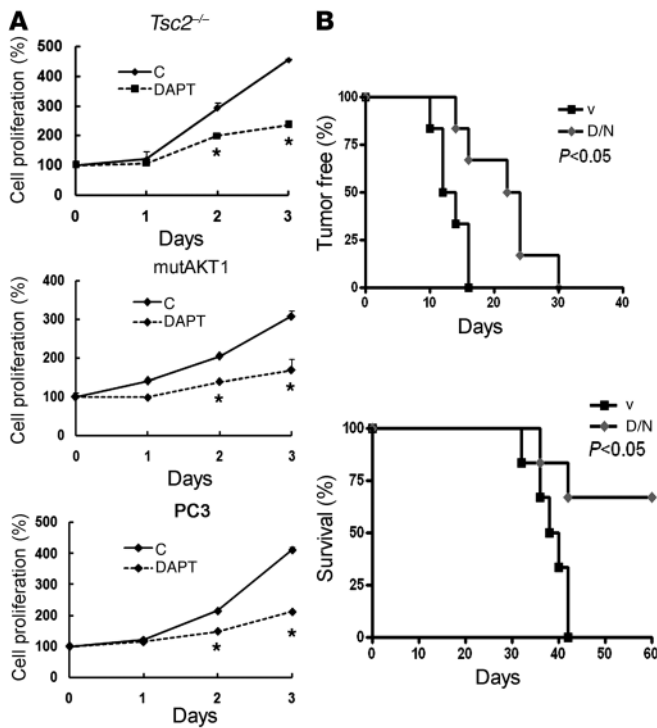 A
Tsc2−/−
Cell proliferation (%)
500
400
300
200
100
0
C
DAPT
*
*
0 1 2 3
Days
mutAKT1
Cell proliferation (%)
400
300
200
100
0
C
DAPT
*
*
0 1 2 3
Days
PC3
Cell proliferation (%)
500
400
300
200
100
0
C
DAPT
*
*
0 1 2 3
Days
B
Tumor free (%)
100
75
50
25
0
v
D/N
P<0.05
0 10 20 30 40
Days
Survival (%)
100
75
50
25
0
v
D/N
P<0.05
0 10 20 30 40 50 60
Days